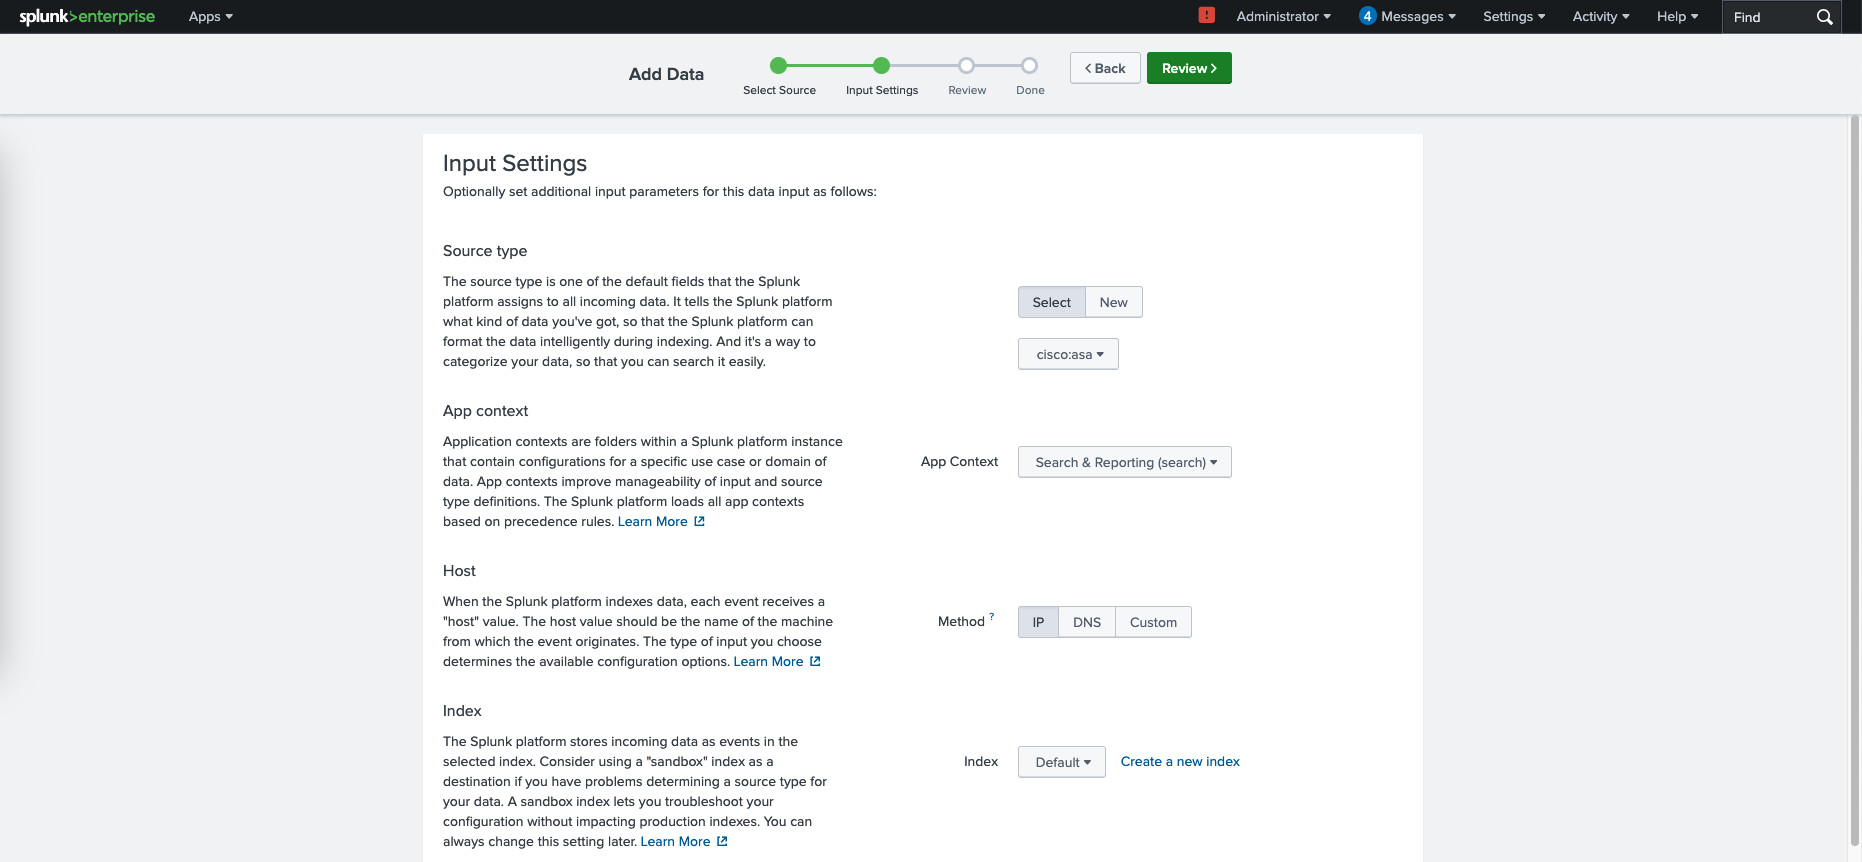 splunk>enterprise Apps ! Administrator 4 Messages Settings Activity Help Find
Add Data Select Source Input Settings Review Done < Back Review >
Input Settings
Optionally set additional input parameters for this data input as follows:
Source type
The source type is one of the default fields that the Splunk
platform assigns to all incoming data. It tells the Splunk platform
what kind of data you've got, so that the Splunk platform can
format the data intelligently during indexing. And it's a way to
categorize your data, so that you can search it easily.
Select New
cisco:asa
App context
Application contexts are folders within a Splunk platform instance
that contain configurations for a specific use case or domain of
data. App contexts improve manageability of input and source
type definitions. The Splunk platform loads all app contexts
based on precedence rules. Learn More
App Context Search & Reporting (search)
Host
When the Splunk platform indexes data, each event receives a
"host" value. The host value should be the name of the machine
from which the event originates. The type of input you choose
determines the available configuration options. Learn More
Method ? IP DNS Custom
Index
The Splunk platform stores incoming data as events in the
selected index. Consider using a "sandbox" index as a
destination if you have problems determining a source type for
your data. A sandbox index lets you troubleshoot your
configuration without impacting production indexes. You can
always change this setting later. Learn More
Index Default Create a new index